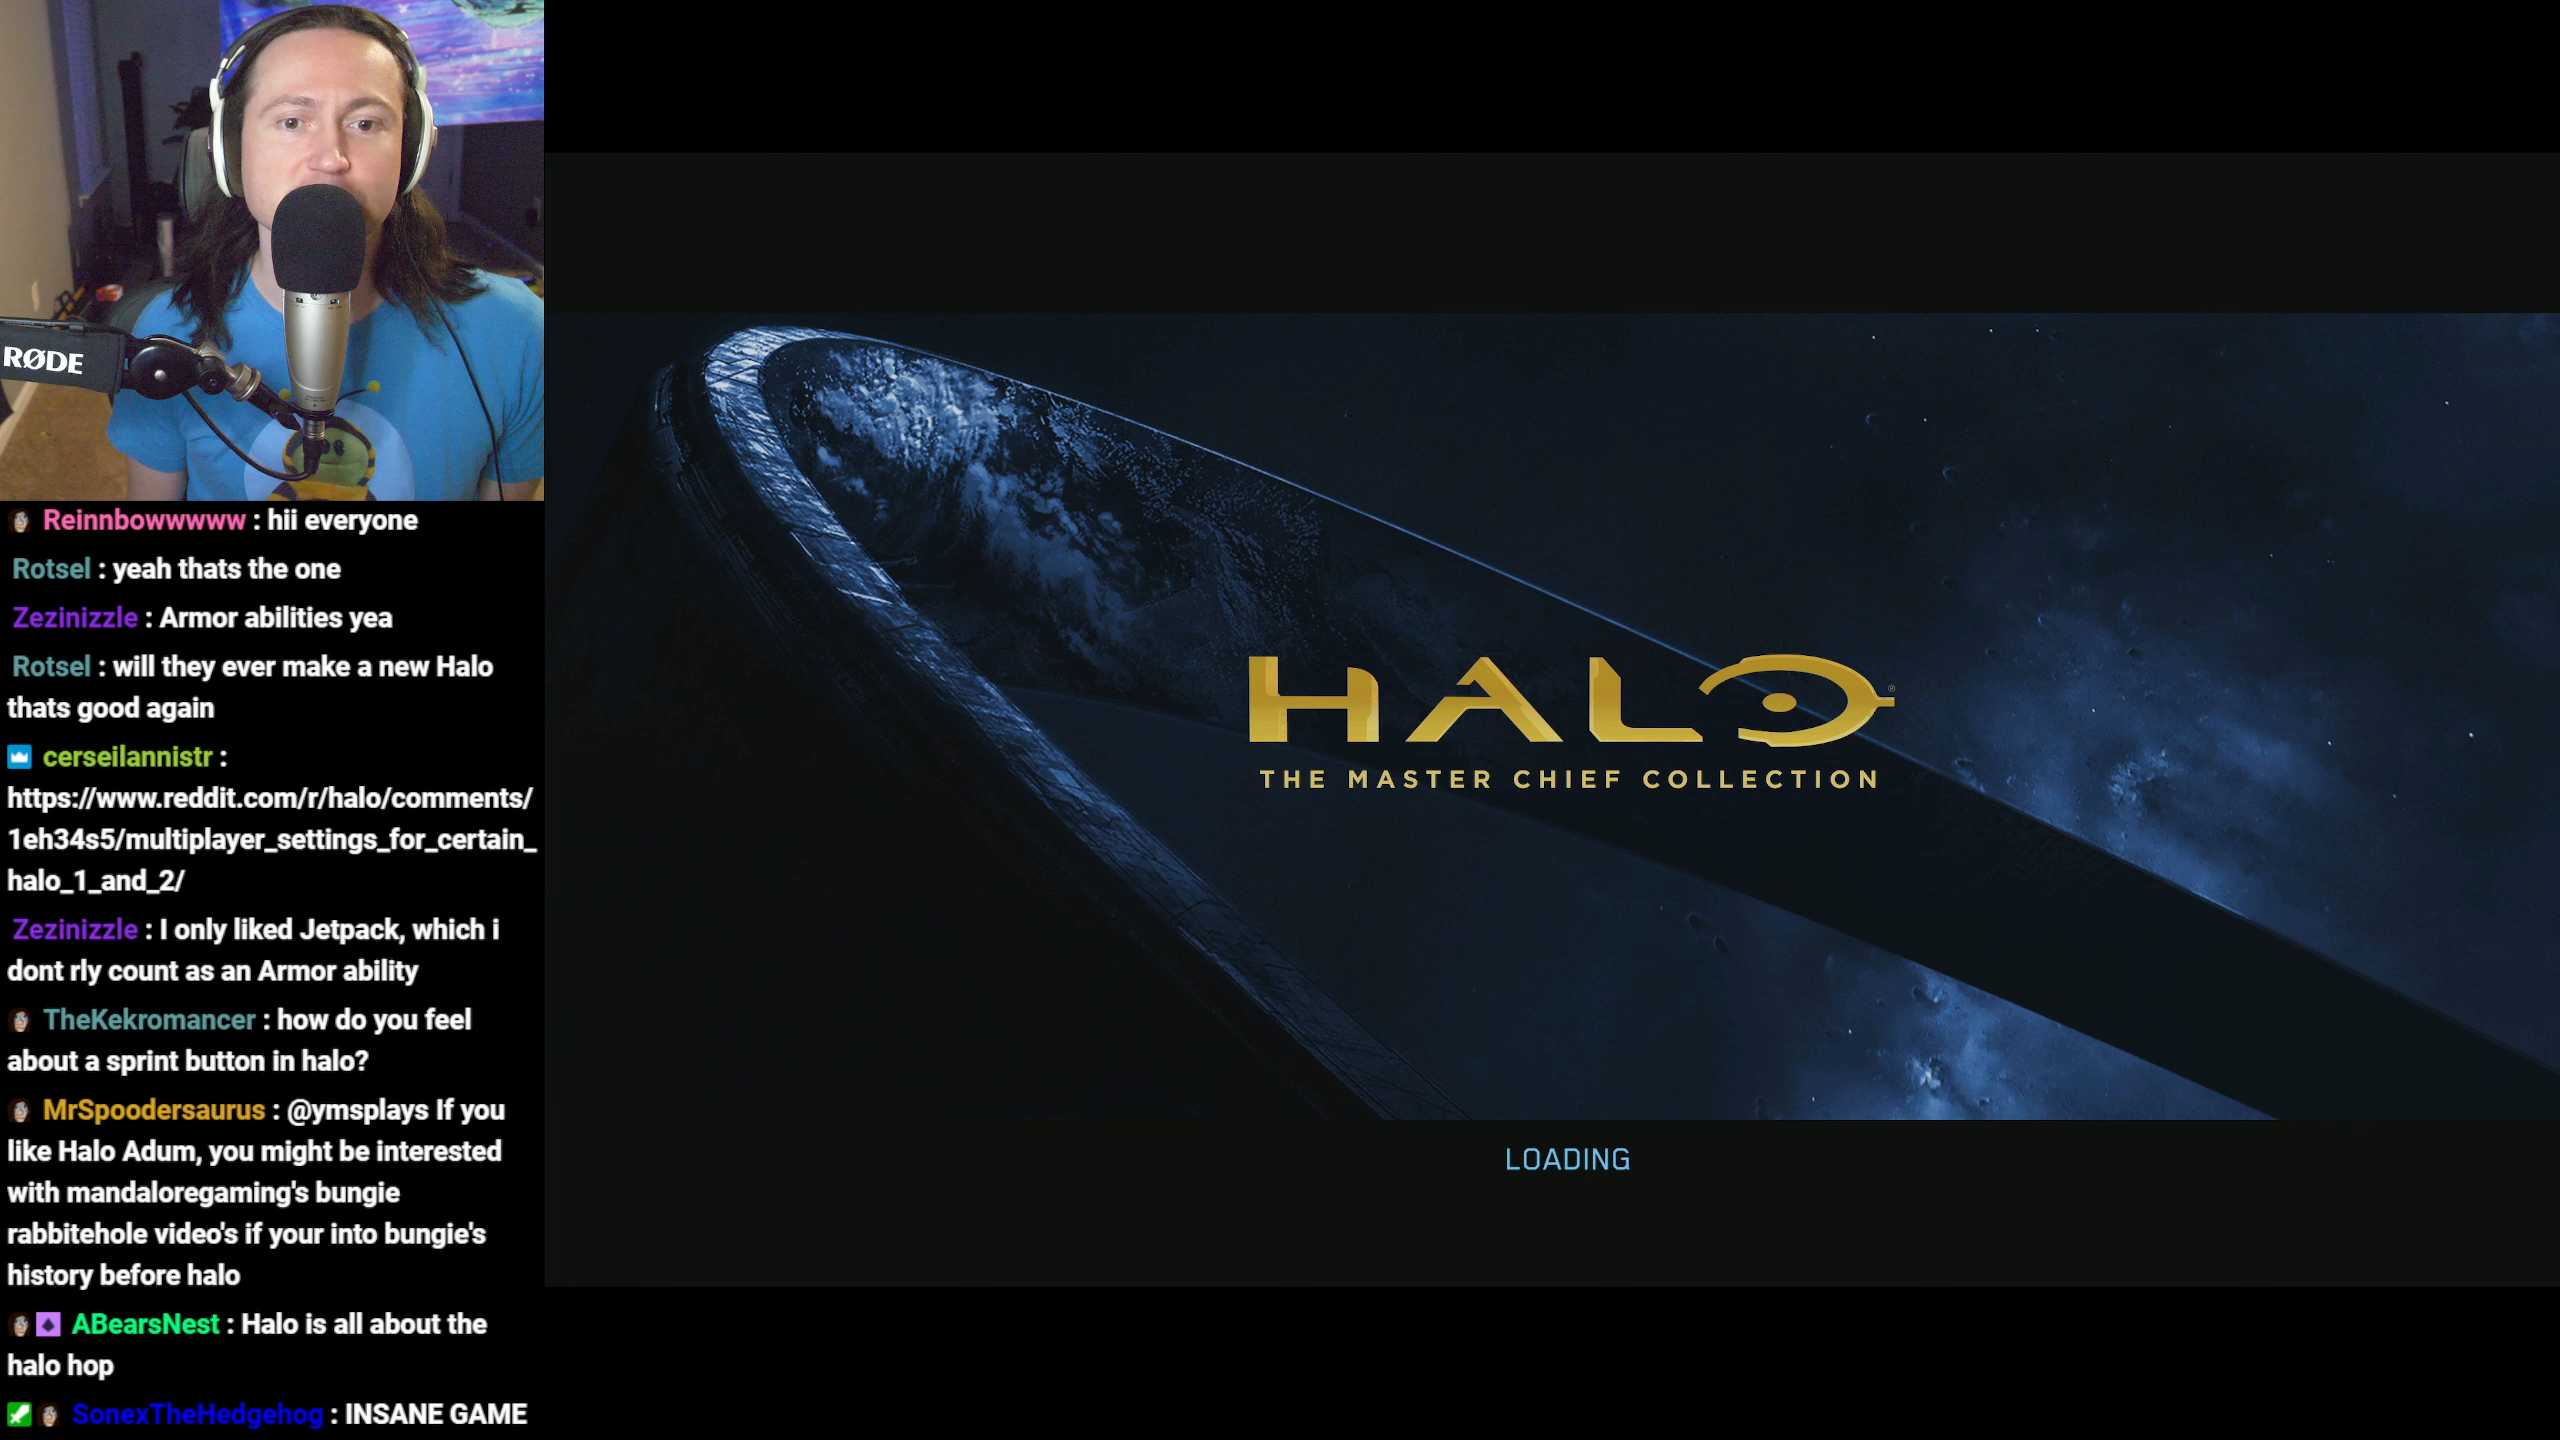 RØDE
Reinnbowwwww : hii everyone
Rotsel : yeah thats the one
Zezinizzle : Armor abilities yea
Rotsel : will they ever make a new Halo
thats good again
cerseilannistr :
https://www.reddit.com/r/halo/comments/
1eh34s5/multiplayer_settings_for_certain_
halo_1_and_2/
Zezinizzle : I only liked Jetpack, which i
dont rly count as an Armor ability
TheKekromancer : how do you feel
about a sprint button in halo?
MrSpoodersaurus : @ymsplays If you
like Halo Adum, you might be interested
with mandaloregaming's bungie
rabbitehole video's if your into bungie's
history before halo
ABearsNest : Halo is all about the
halo hop
SonexTheHedgehog : INSANE GAME
HALO
THE MASTER CHIEF COLLECTION
LOADING